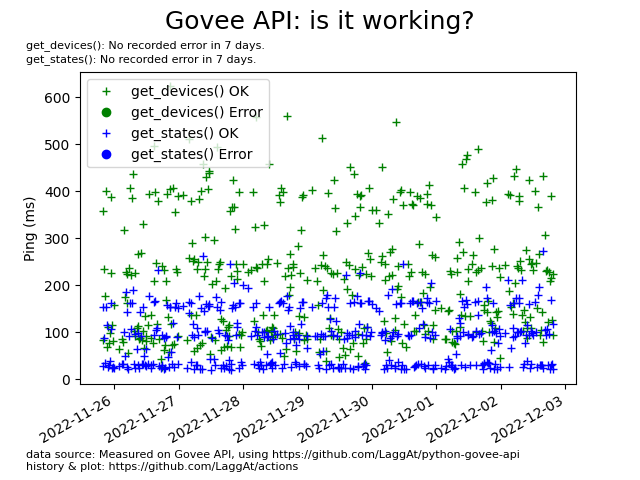 Govee API: is it working?
get_devices(): No recorded error in 7 days.
get_states(): No recorded error in 7 days.
get_devices() OK
get_devices() Error
get_states() OK
get_states() Error
Ping (ms)
600
500
400
300
200
100
0
2022-11-26
2022-11-27
2022-11-28
2022-11-29
2022-11-30
2022-12-01
2022-12-02
2022-12-03
data source: Measured on Govee API, using https://github.com/LaggAt/python-govee-api
history & plot: https://github.com/LaggAt/actions